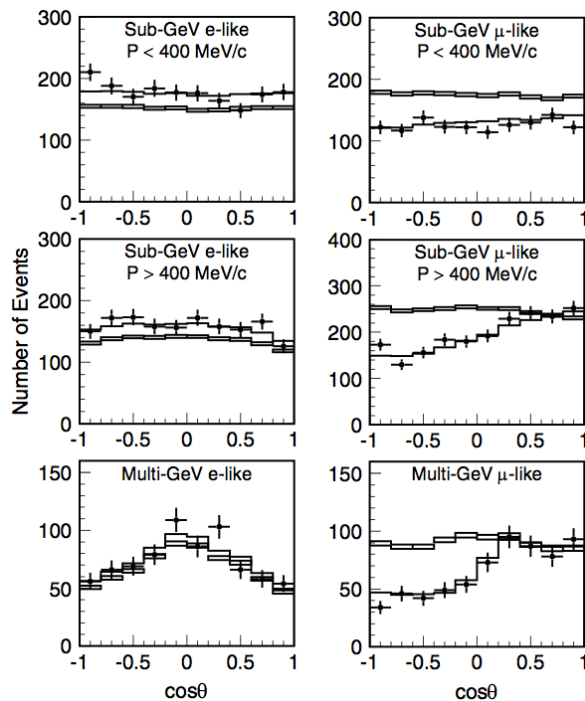 Sub-GeV e-like
P < 400 MeV/c
300
200
100
0
-1 -0.5 0 0.5 1
Sub-GeV μ-like
P < 400 MeV/c
300
200
100
0
-1 -0.5 0 0.5 1
Number of Events
Sub-GeV e-like
P > 400 MeV/c
300
200
100
0
-1 -0.5 0 0.5 1
Sub-GeV μ-like
P > 400 MeV/c
400
300
200
100
0
-1 -0.5 0 0.5 1
Multi-GeV e-like
150
100
50
0
-1 -0.5 0 0.5 1
cosθ
Multi-GeV μ-like
150
100
50
0
-1 -0.5 0 0.5 1
cosθ